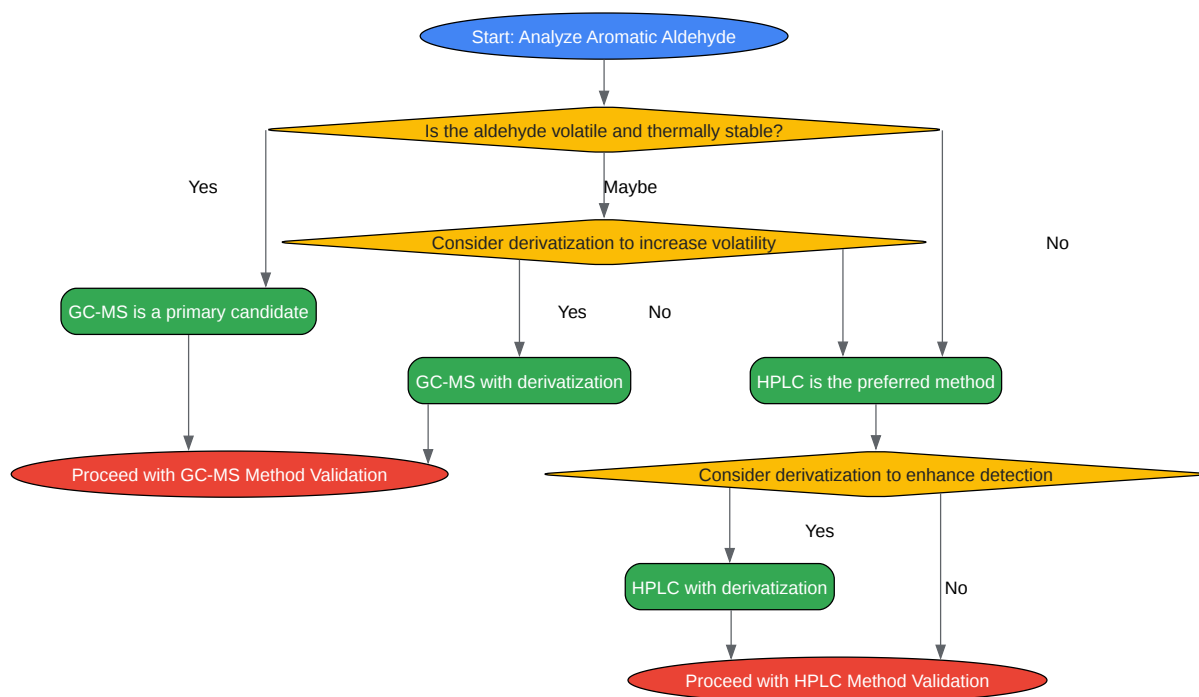 Start: Analyze Aromatic Aldehyde
Is the aldehyde volatile and thermally stable?
Yes
Maybe
Consider derivatization to increase volatility
No
GC-MS is a primary candidate
Yes
No
GC-MS with derivatization
HPLC is the preferred method
Proceed with GC-MS Method Validation
Consider derivatization to enhance detection
Yes
HPLC with derivatization
No
Proceed with HPLC Method Validation